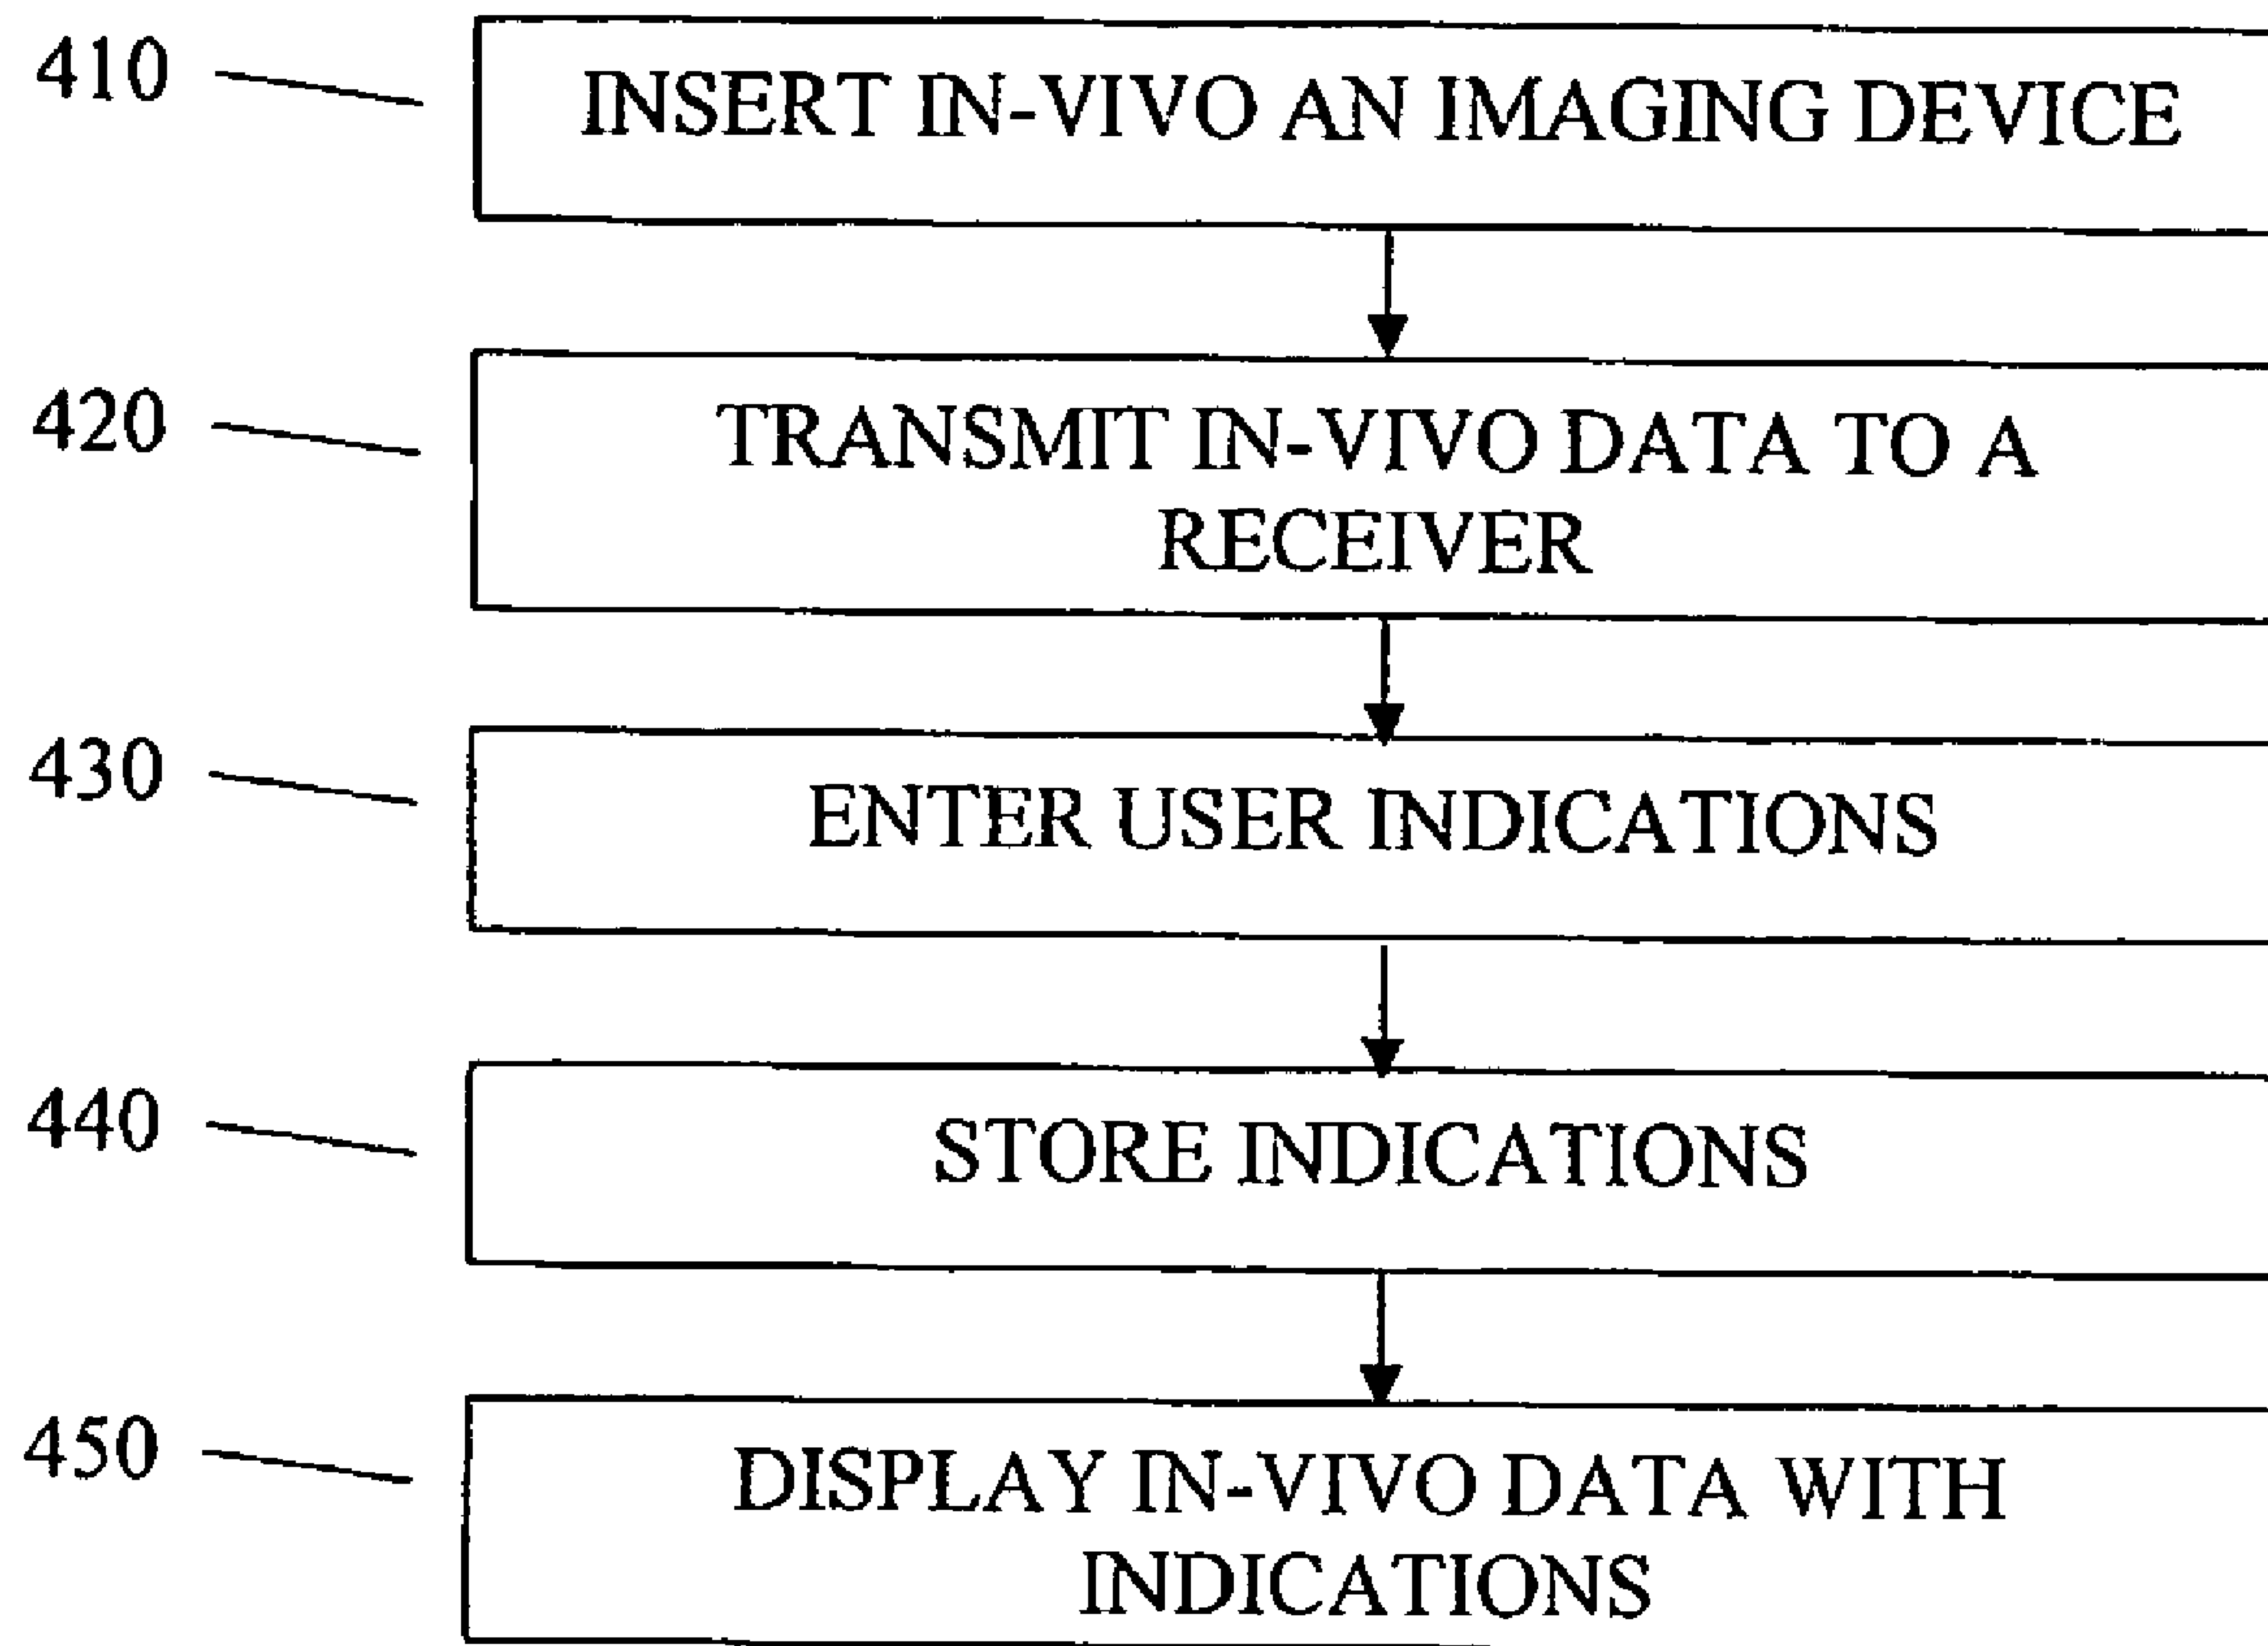 410
INSERT IN-VIVO AN IMAGING DEVICE
420
TRANSMIT IN-VIVO DATA TO A
RECEIVER
430
ENTER USER INDICATIONS
440
STORE INDICATIONS
450
DISPLAY IN-VIVO DATA WITH
INDICATIONS